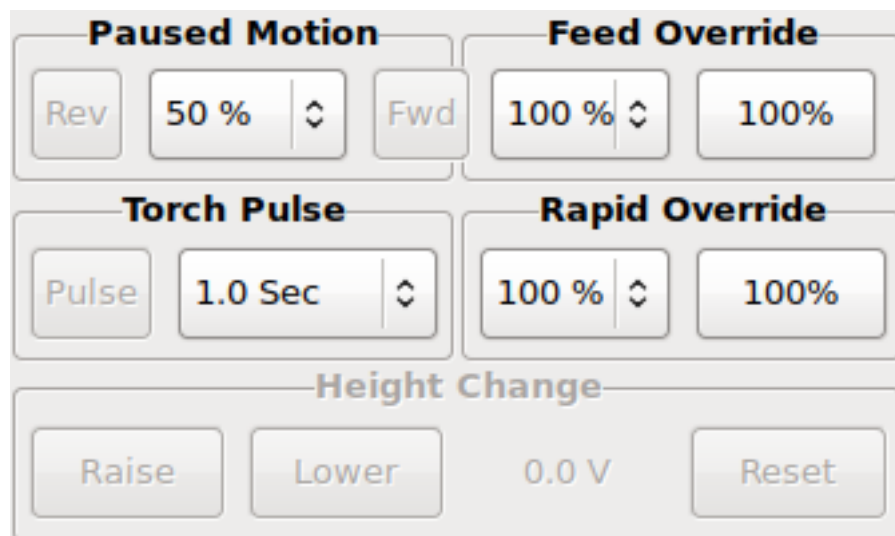 Paused Motion Feed Override
Rev 50 % Fwd 100 % 100%
Torch Pulse Rapid Override
Pulse 1.0 Sec 100 % 100%
Height Change
Raise Lower 0.0 V Reset